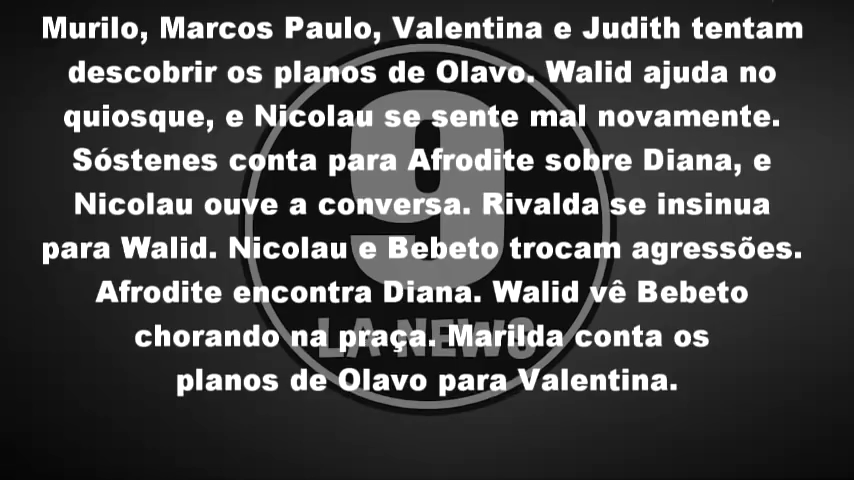 Murilo, Marcos Paulo, Valentina e Judith tentam
descobrir os planos de Olavo. Walid ajuda no
quiosque, e Nicolau se sente mal novamente.
Sóstenes conta para Afrodite sobre Diana, e
Nicolau ouve a conversa. Rivalda se insinua
para Walid. Nicolau e Bebeto trocam agressões.
Afrodite encontra Diana. Walid vê Bebeto
chorando na praça. Marilda conta os
planos de Olavo para Valentina.
9
LA NEWS